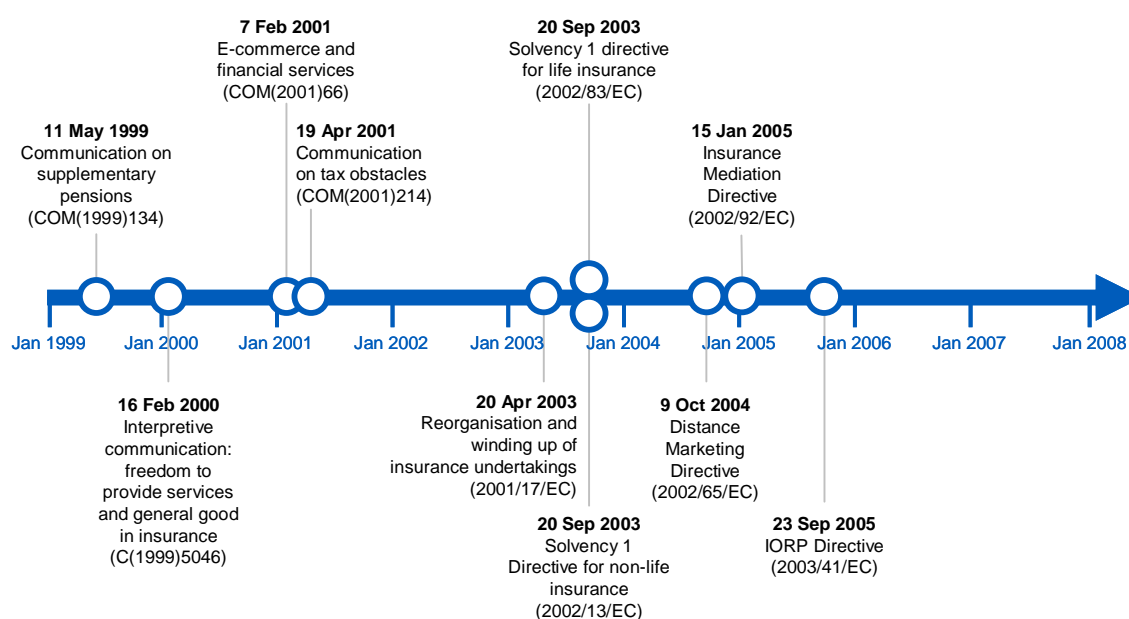 7 Feb 2001
E-commerce and
financial services
(COM(2001)66)
20 Sep 2003
Solvency 1 directive
for life insurance
(2002/83/EC)
11 May 1999
Communication on
supplementary
pensions
(COM(1999)134)
19 Apr 2001
Communication
on tax obstacles
(COM(2001)214)
15 Jan 2005
Insurance
Mediation
Directive
(2002/92/EC)
Jan 1999
Jan 2000
Jan 2001
Jan 2002
Jan 2003
Jan 2004
Jan 2005
Jan 2006
Jan 2007
Jan 2008
16 Feb 2000
Interpretive
communication:
freedom to
provide services
and general good
in insurance
(C(1999)5046)
20 Apr 2003
Reorganisation and
winding up of
insurance undertakings
(2001/17/EC)
20 Sep 2003
Solvency 1
Directive for non-life
insurance
(2002/13/EC)
9 Oct 2004
Distance
Marketing
Directive
(2002/65/EC)
23 Sep 2005
IORP Directive
(2003/41/EC)